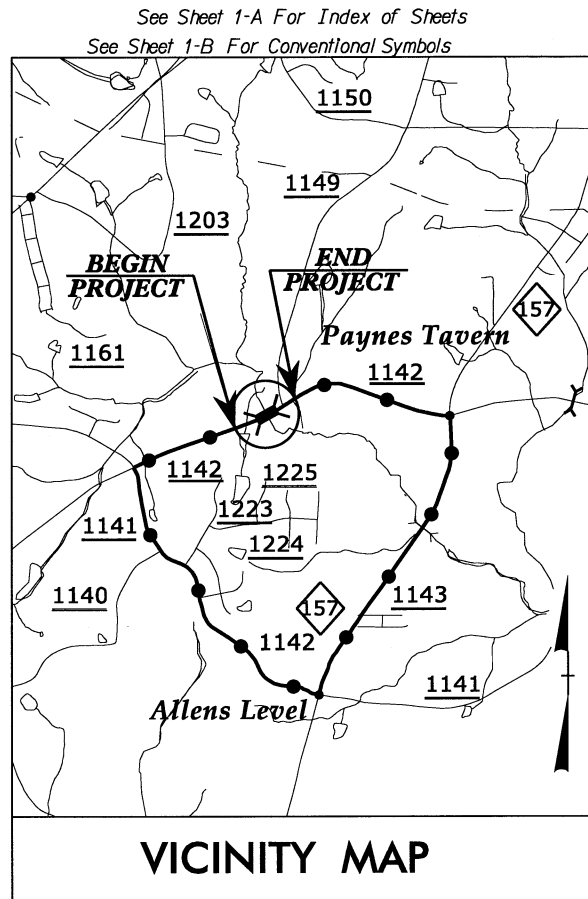 See Sheet 1-A For Index of Sheets
See Sheet 1-B For Conventional Symbols
1150
1149
1203
BEGIN
PROJECT
END
PROJECT
157
Paynes Tavern
1161
1142
1142
1225
1223
1141
1224
1140
157
1143
1142
1141
Allens Level
VICINITY MAP